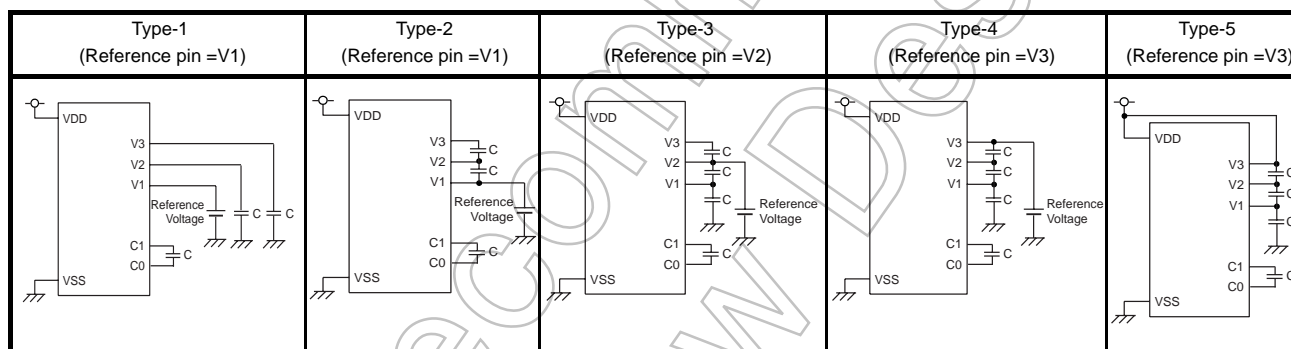 Type-1
(Reference pin =V1)
Type-2
(Reference pin =V1)
Type-3
(Reference pin =V2)
Type-4
(Reference pin =V3)
Type-5
(Reference pin =V3)
VDD
V3
V2
V1
Reference
Voltage
C
C
C1
C0
C
VSS
VDD
V3
C
V2
C
V1
Reference
Voltage
C1
C0
C
VSS
VDD
V3
C
V2
C
V1
C
Reference
Voltage
C1
C0
C
VSS
VDD
V3
C
V2
C
V1
C
Reference
Voltage
C1
C0
C
VSS
VDD
V3
C
V2
C
V1
C
C1
C0
C
VSS